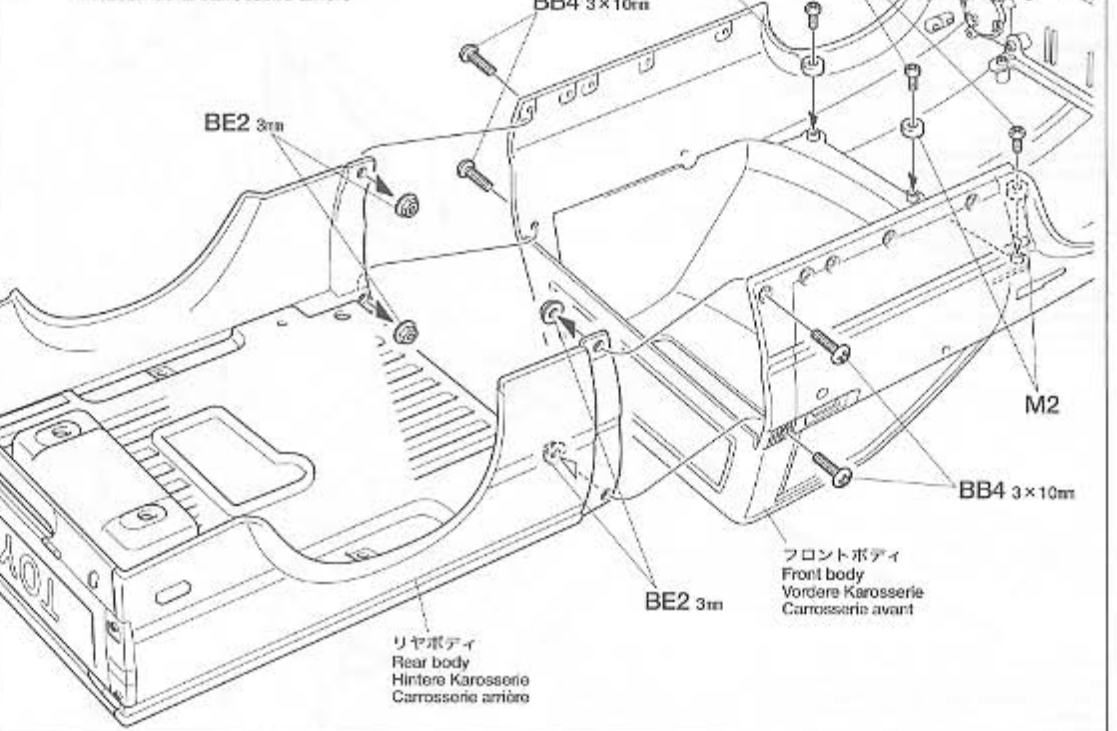 BB4 3×10㎜
BE2 3㎜
M2
BB4 3×10㎜
フロントボディ
Front body
Vordere Karosserie
Carrosserie avant
BE2 3㎜
リヤボディ
Rear body
Hintere Karosserie
Carrosserie arrière
TOY